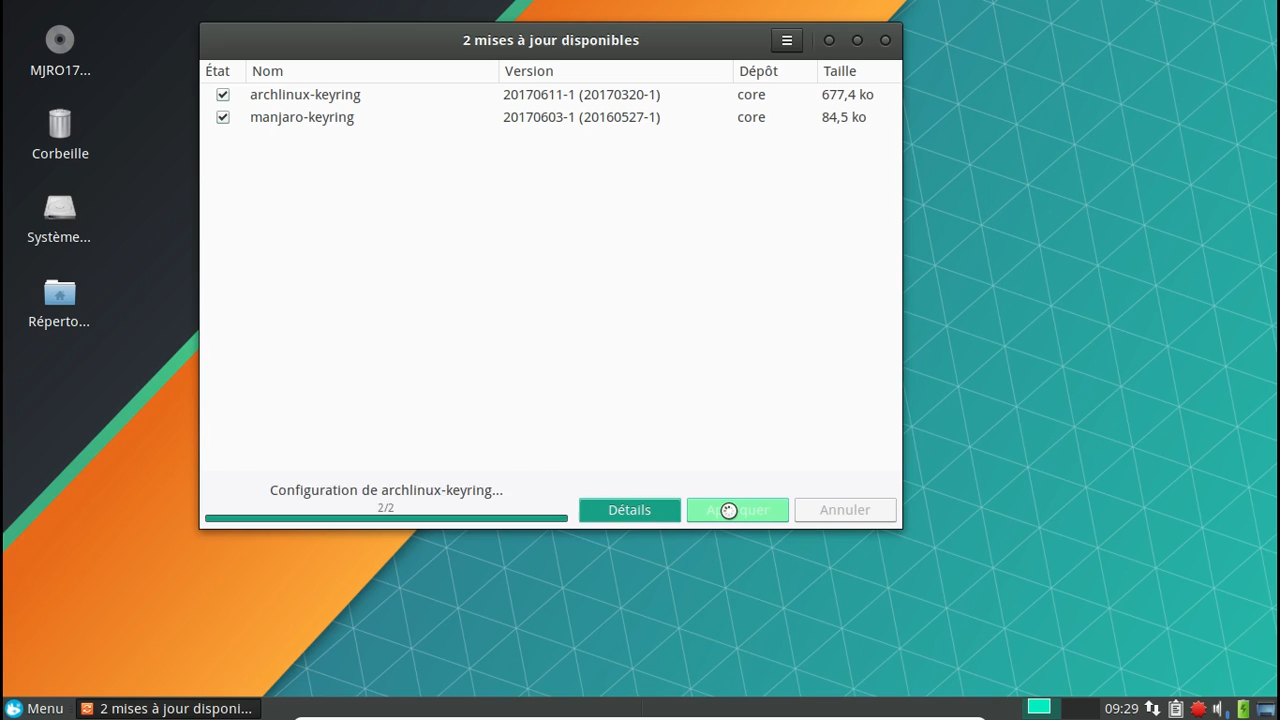 MJRO17...
Corbeille
Système...
Réperto...
2 mises à jour disponibles
État Nom Version Dépôt Taille
archlinux-keyring 20170611-1 (20170320-1) core 677,4 ko
manjaro-keyring 20170603-1 (20160527-1) core 84,5 ko
Configuration de archlinux-keyring...
2/2
Détails Annuler
Menu 2 mises à jour disponi... 09:29